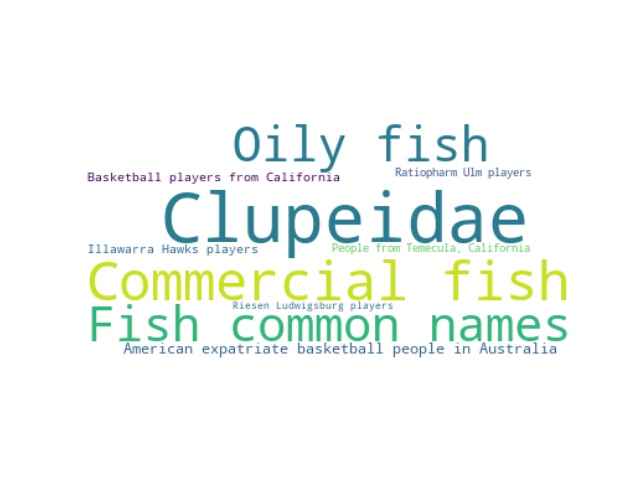 Oily fish
Basketball players from California
Ratiopharm Ulm players
Clupeidae
Illawarra Hawks players
People from Temecula, California
Commercial fish
Riesen Ludwigsburg players
Fish common names
American expatriate basketball people in Australia